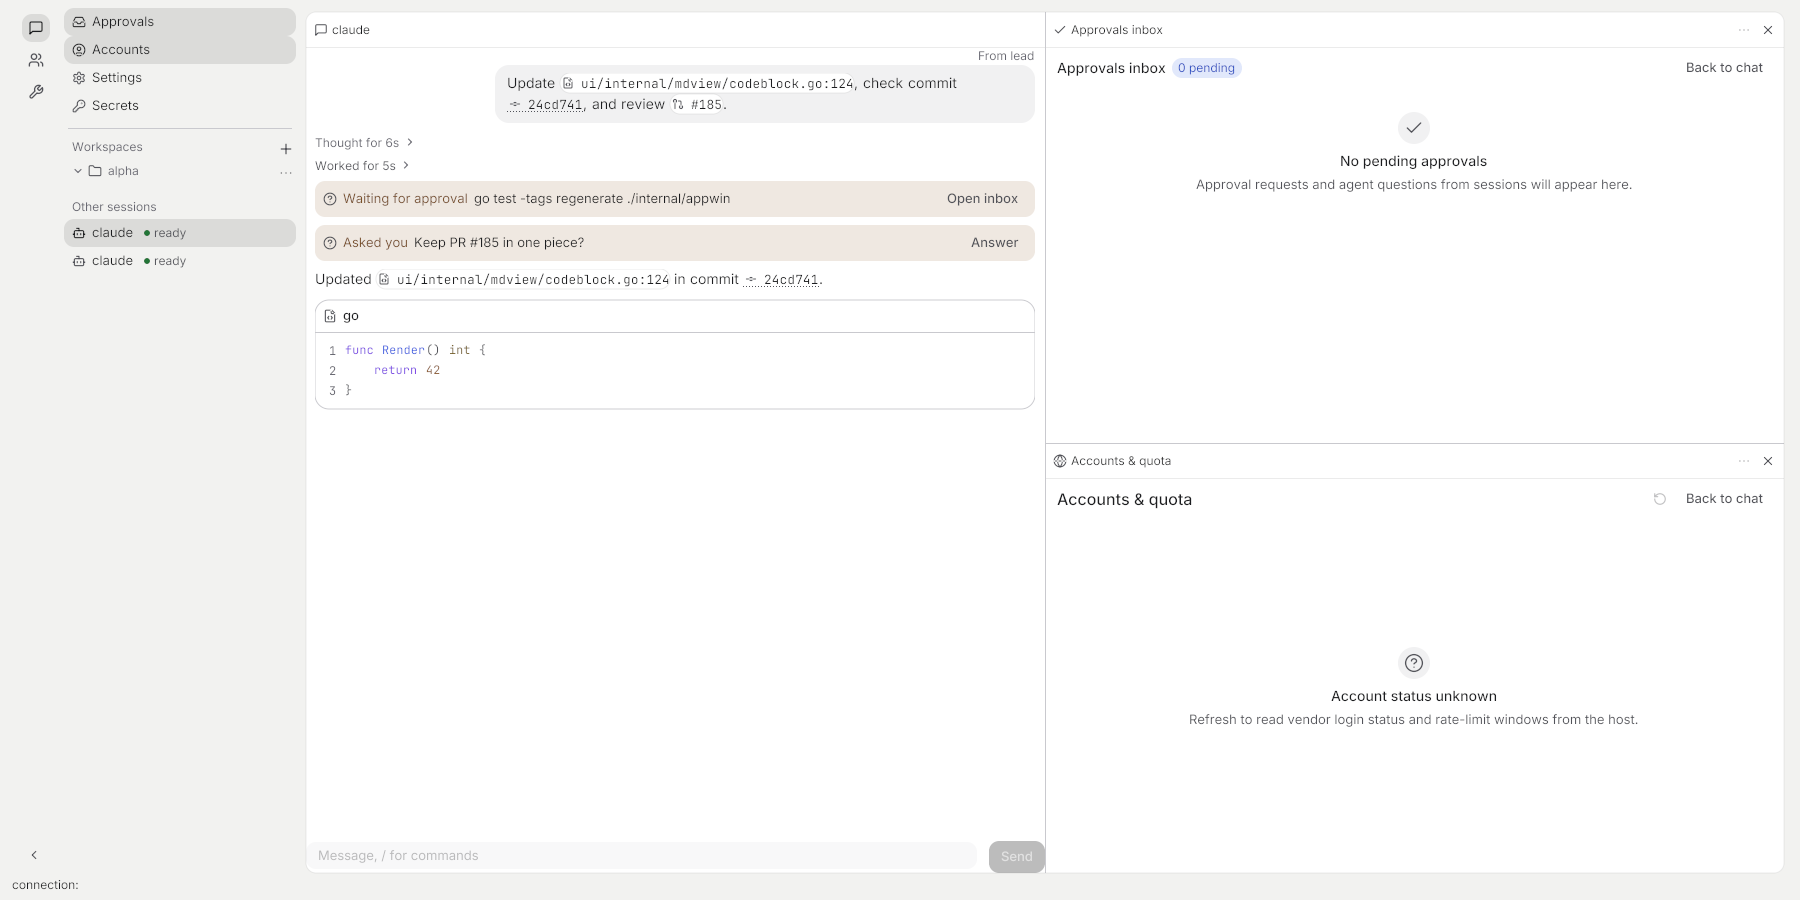 Approvals
Accounts
Settings
Secrets
Workspaces
alpha
Other sessions
claude ready
claude ready
connection:
claude
From lead
Update ui/internal/mdview/codeblock.go:124, check commit
24cd741, and review #185.
Thought for 6s
Worked for 5s
Waiting for approval go test -tags regenerate ./internal/appwin Open inbox
Asked you Keep PR #185 in one piece? Answer
Updated ui/internal/mdview/codeblock.go:124 in commit 24cd741.
go
1 func Render() int {
2     return 42
3 }
Message, / for commands
Send
Approvals inbox
Approvals inbox 0 pending Back to chat
No pending approvals
Approval requests and agent questions from sessions will appear here.
Accounts & quota
Accounts & quota Back to chat
Account status unknown
Refresh to read vendor login status and rate-limit windows from the host.